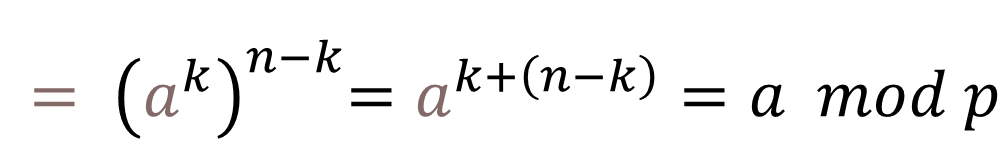 = (a^k)^{n−k} = a^{k+(n−k)} = a mod p